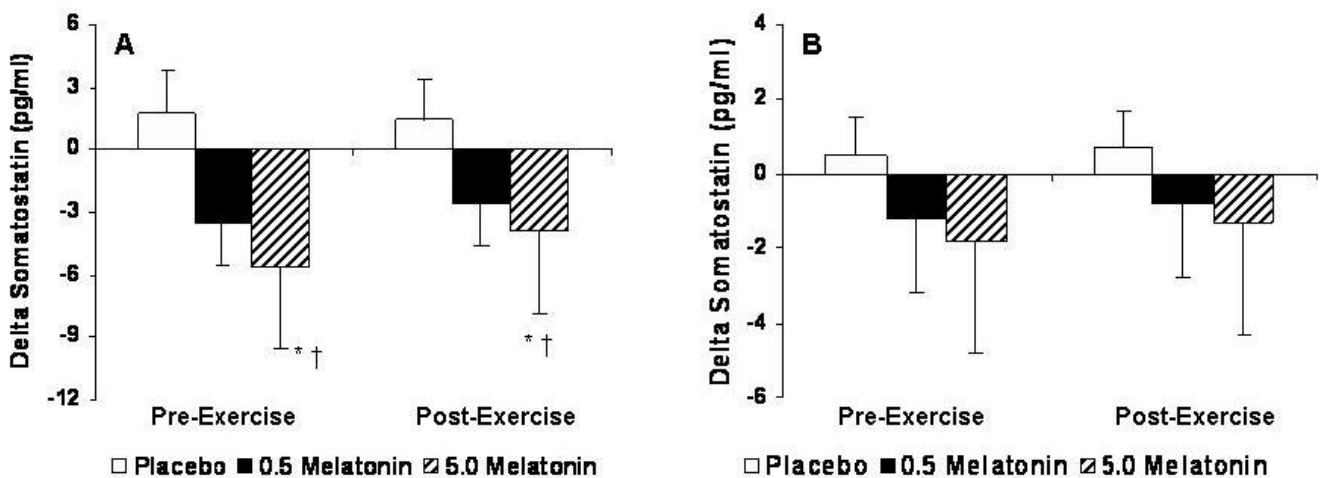 A
Delta Somatostatin (pg/ml)
6
3
0
-3
-6
-9
-12
* †
* †
Pre-Exercise Post-Exercise
Placebo 0.5 Melatonin 5.0 Melatonin
B
Delta Somatostatin (pg/ml)
4
2
0
-2
-4
-6
Pre-Exercise Post-Exercise
Placebo 0.5 Melatonin 5.0 Melatonin